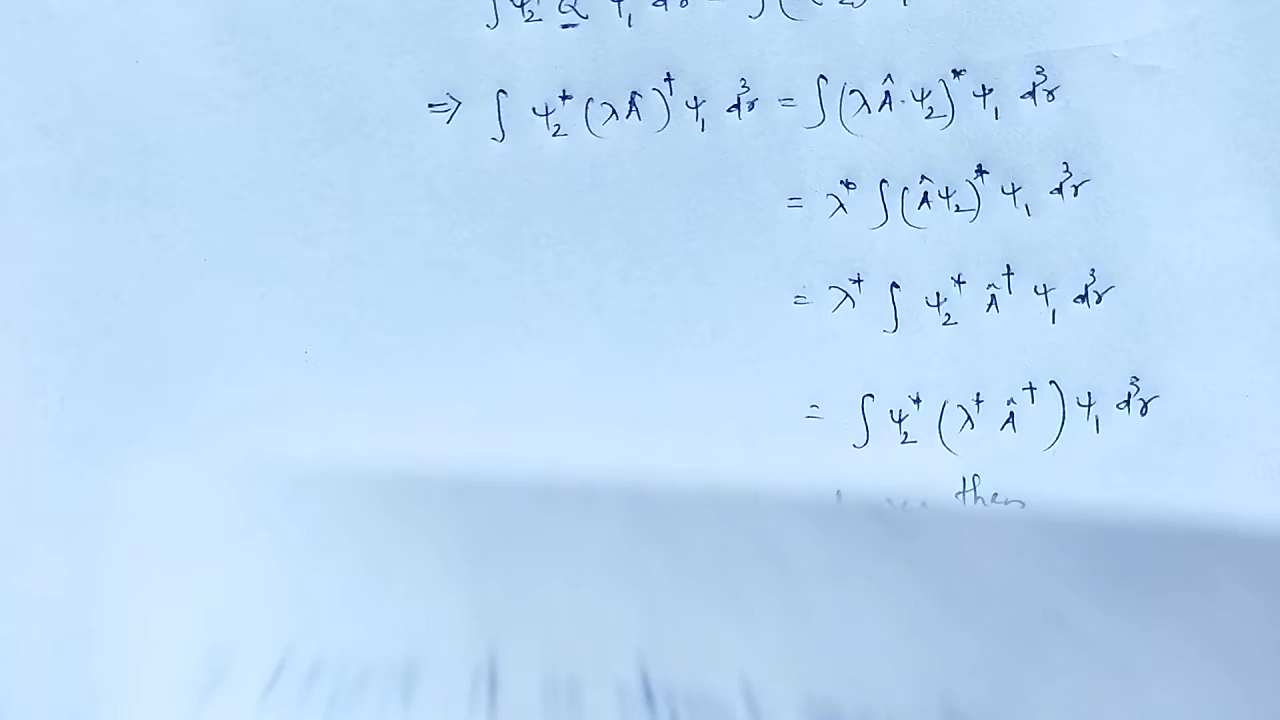 ⇒ ∫ ψ₂* (λÂ)† ψ₁ d³r = ∫ (λÂ·ψ₂)* ψ₁ d³r
= λ* ∫ (Âψ₂)* ψ₁ d³r
= λ* ∫ ψ₂* † ψ₁ d³r
= ∫ ψ₂* (λ* †) ψ₁ d³r
then